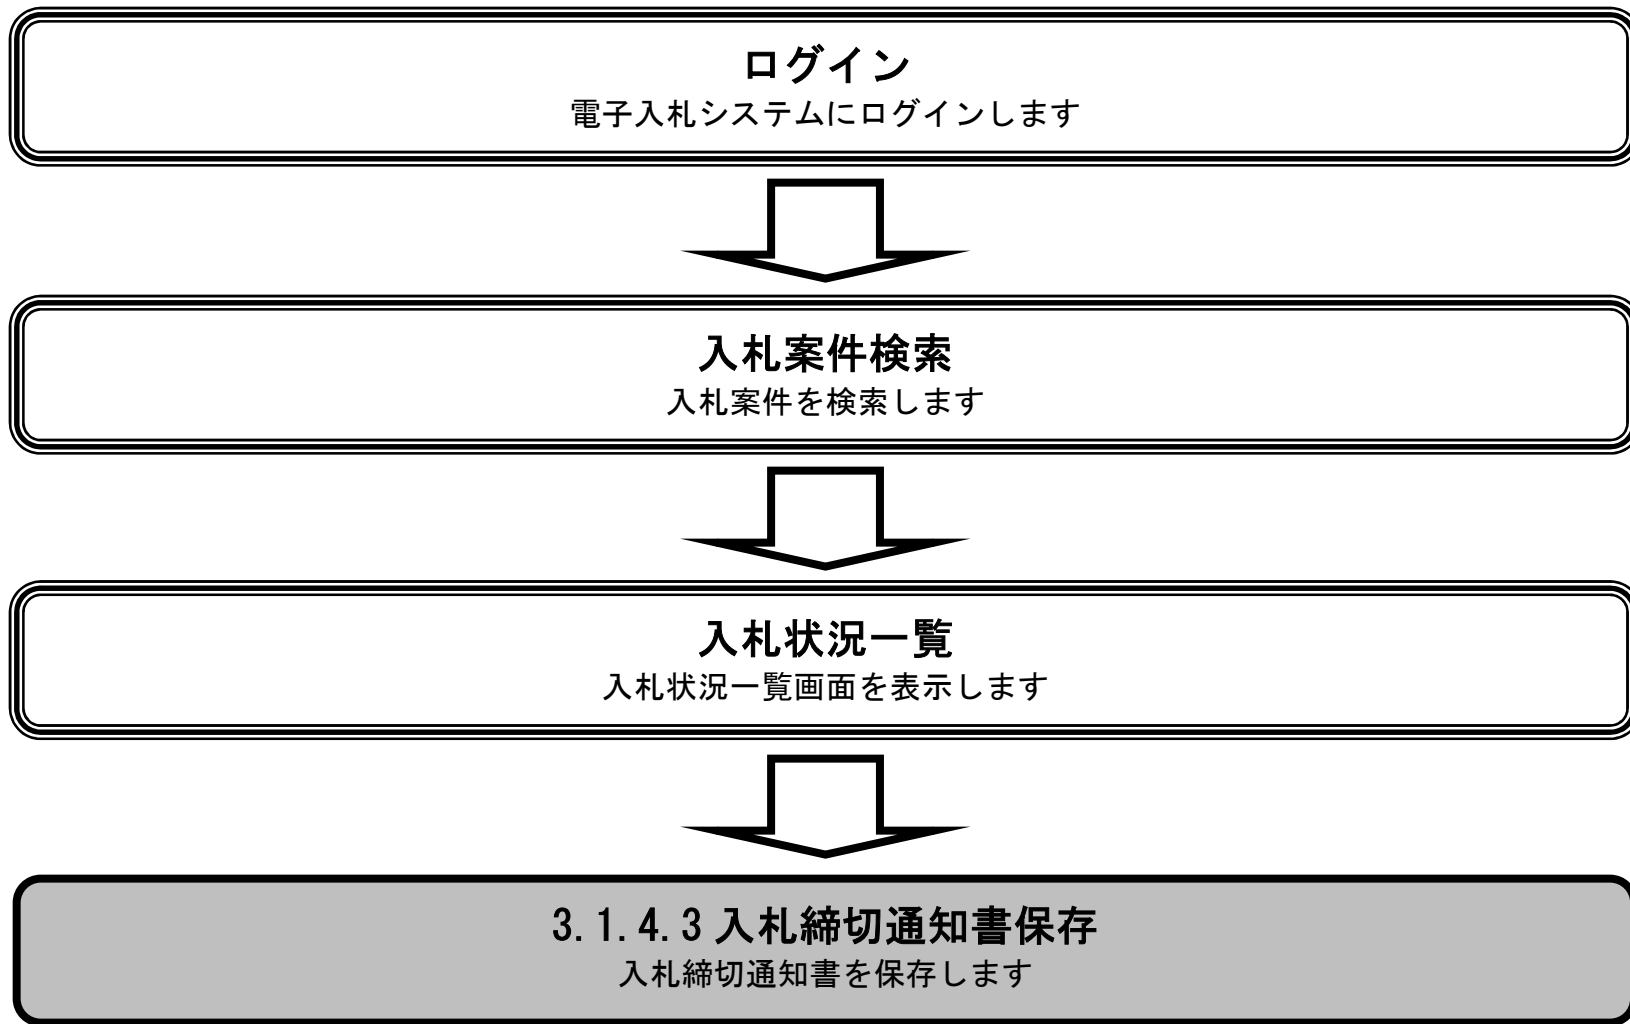 ログイン
電子入札システムにログインします
入札案件検索
入札案件を検索します
入札状況一覧
入札状況一覧画面を表示します
3.1.4.3 入札締切通知書保存
入札締切通知書を保存します